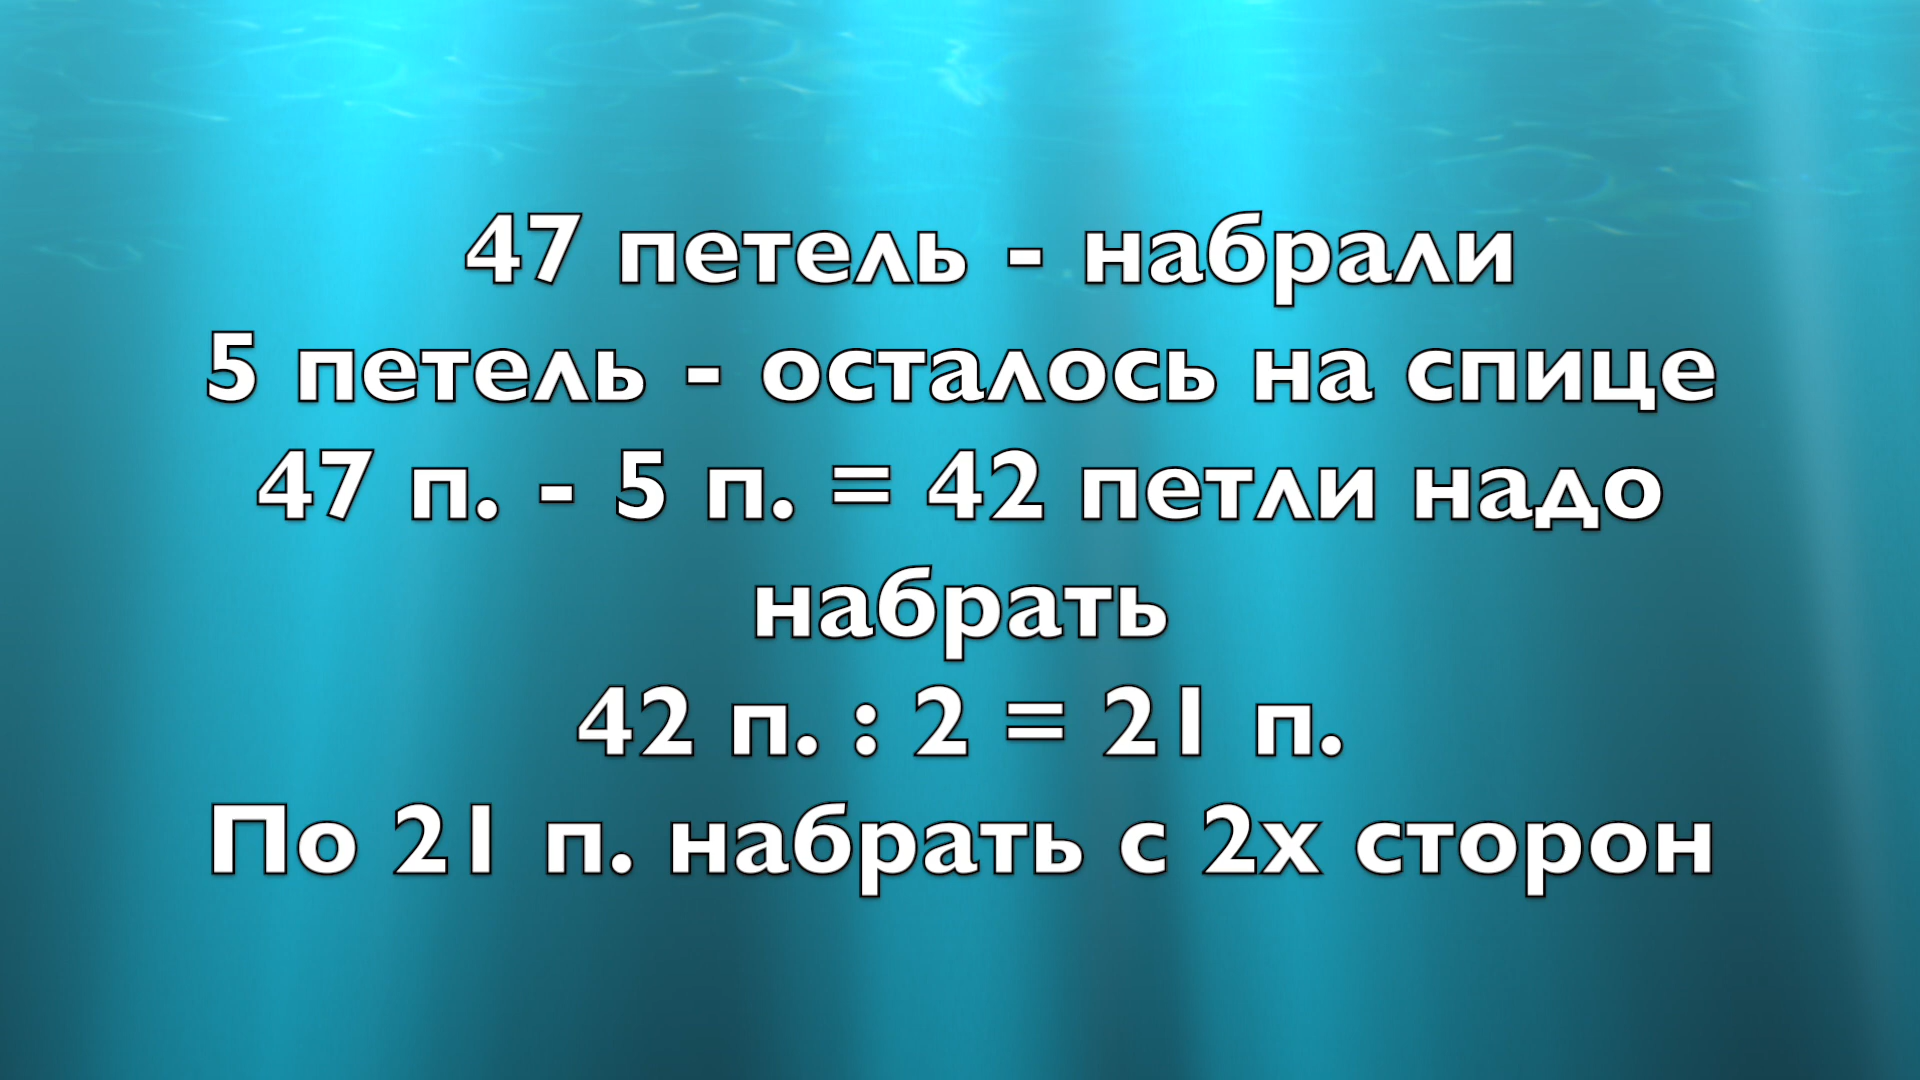 47 петель - набрали
5 петель - осталось на спице
47 п. - 5 п. = 42 петли надо
набрать
42 п. : 2 = 21 п.
По 21 п. набрать с 2х сторон